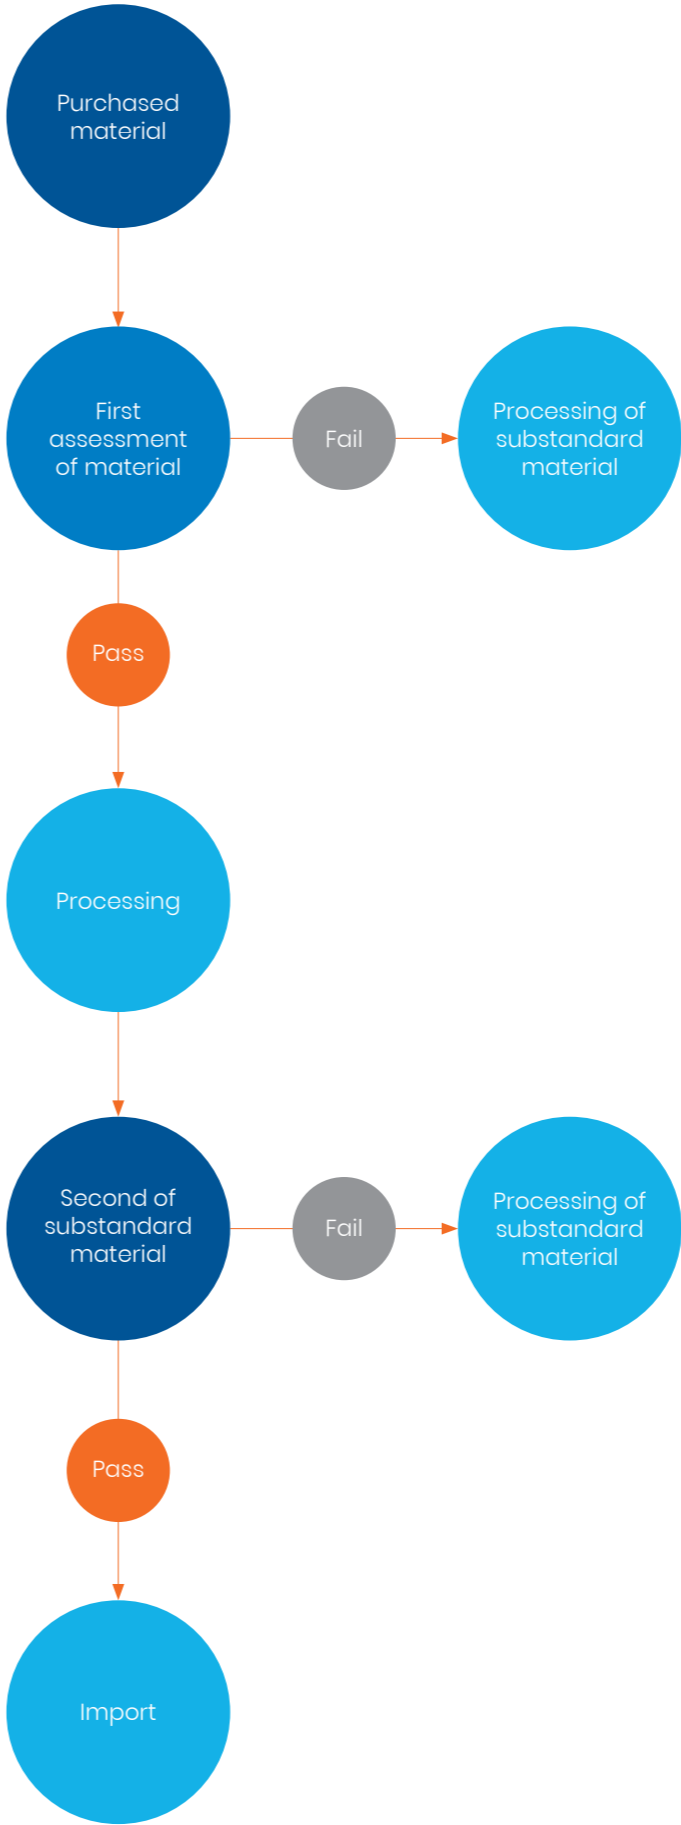 Purchased
material
First
assessment
of material
Fail
Processing of
substandard
material
Pass
Processing
Second of
substandard
material
Fail
Processing of
substandard
material
Pass
Import